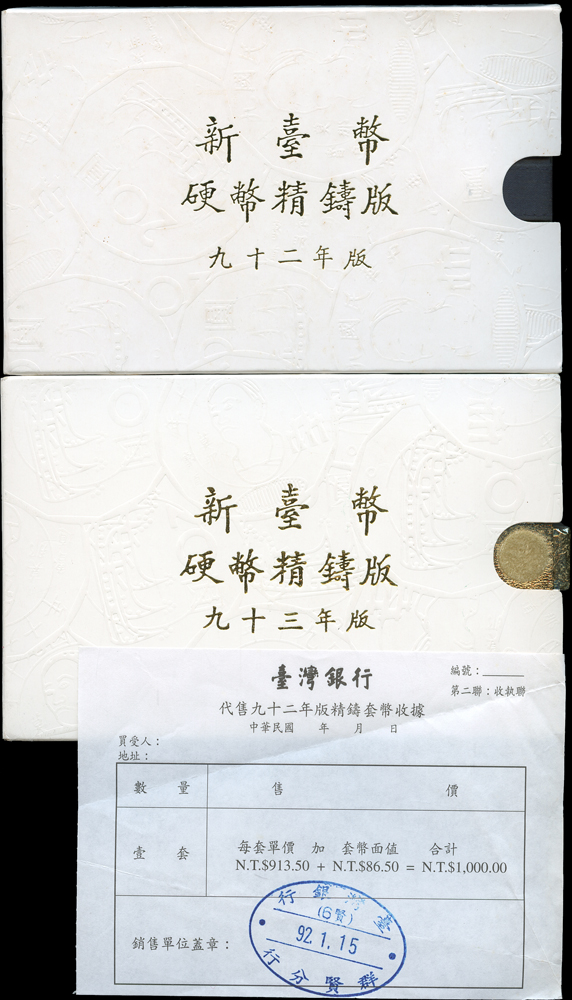 新臺幣
硬幣精鑄版
九十二年版
新臺幣
硬幣精鑄版
九十三年版
臺灣銀行
編號：______
第二聯：收執聯
代售九十二年版精鑄套幣收據
中華民國 年 月 日
買受人：
地址：
數量 售價
壹套 每套單價 加 套幣面值 合計
N.T.$913.50 + N.T.$86.50 = N.T.$1,000.00
銷售單位蓋章：
臺灣銀行
(6賢)
92.1.15
群賢分行